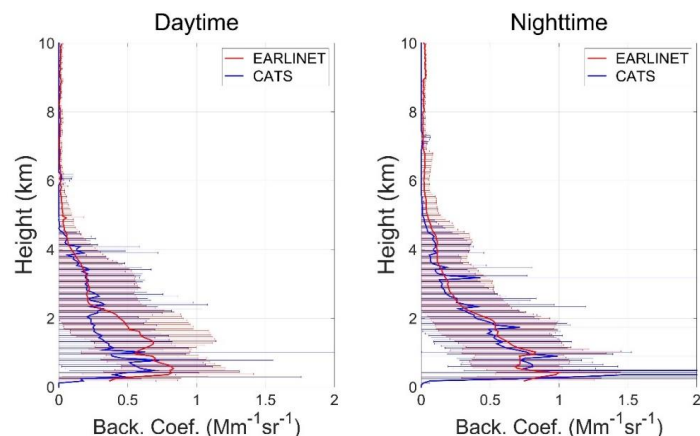 Daytime
Nighttime
10
8
6
4
2
0
Height (km)
EARLINET
CATS
0
0.5
1
1.5
2
Back. Coef. (Mm⁻¹sr⁻¹)
10
8
6
4
2
0
Height (km)
EARLINET
CATS
0
0.5
1
1.5
2
Back. Coef. (Mm⁻¹sr⁻¹)